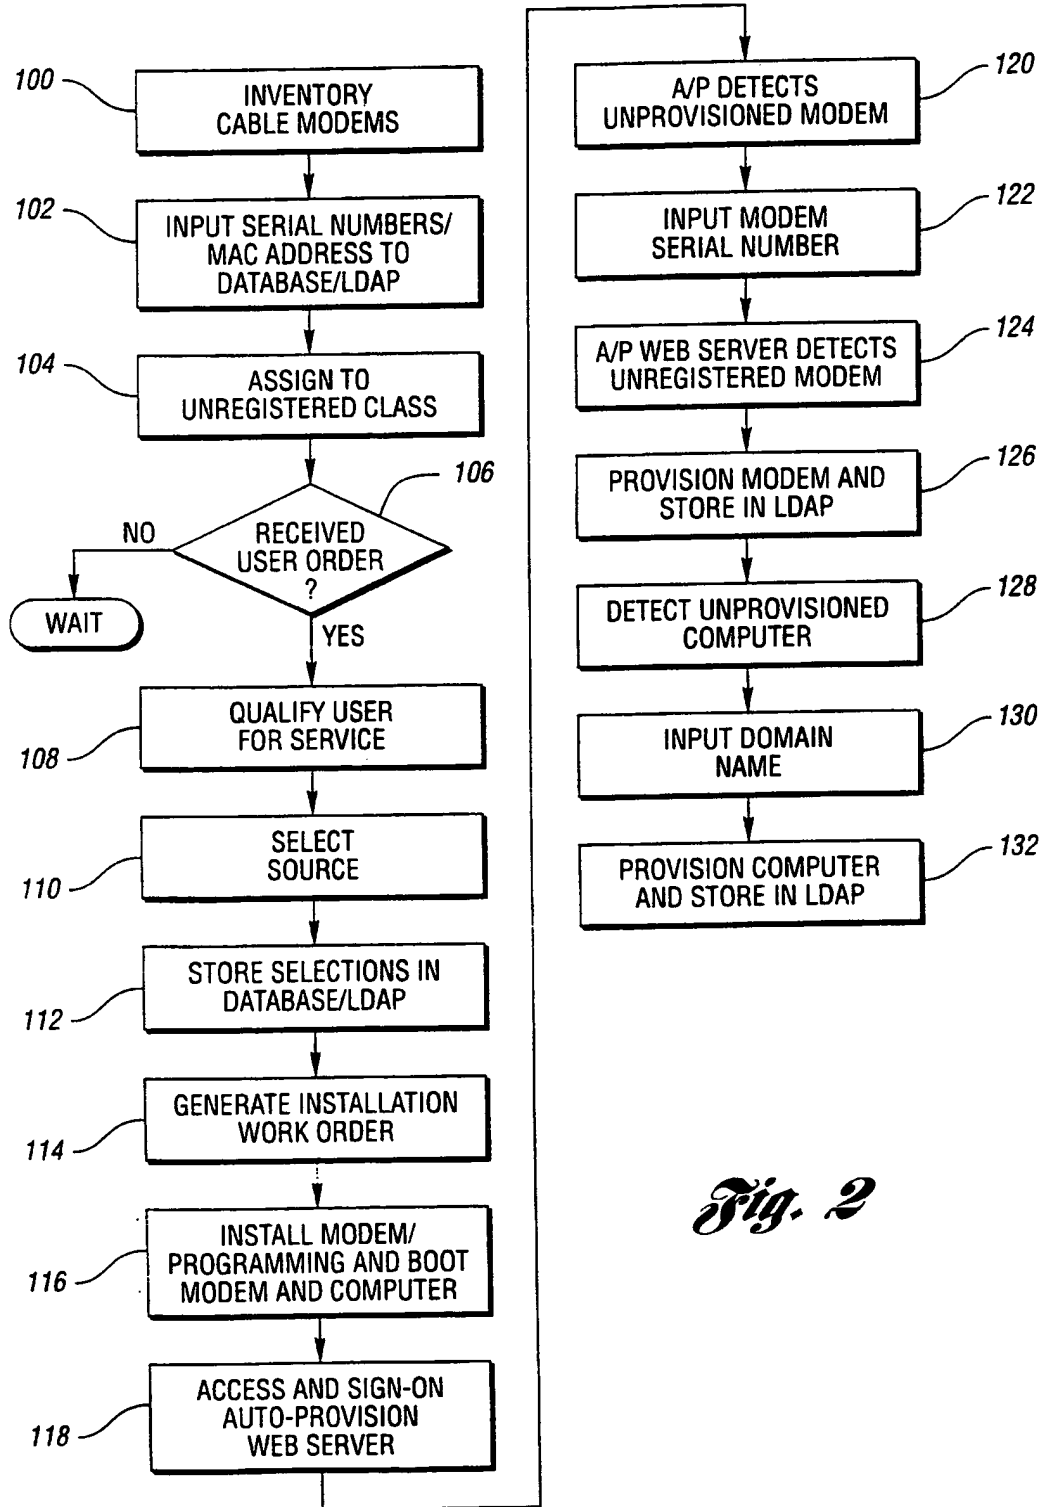 100
INVENTORY
CABLE MODEMS
102
INPUT SERIAL NUMBERS/
MAC ADDRESS TO
DATABASE/LDAP
104
ASSIGN TO
UNREGISTERED CLASS
106
RECEIVED
USER ORDER
?
NO
WAIT
YES
108
QUALIFY USER
FOR SERVICE
110
SELECT
SOURCE
112
STORE SELECTIONS IN
DATABASE/LDAP
114
GENERATE INSTALLATION
WORK ORDER
116
INSTALL MODEM/
PROGRAMMING AND BOOT
MODEM AND COMPUTER
118
ACCESS AND SIGN-ON
AUTO-PROVISION
WEB SERVER
120
A/P DETECTS
UNPROVISIONED MODEM
122
INPUT MODEM
SERIAL NUMBER
124
A/P WEB SERVER DETECTS
UNREGISTERED MODEM
126
PROVISION MODEM AND
STORE IN LDAP
128
DETECT UNPROVISIONED
COMPUTER
130
INPUT DOMAIN
NAME
132
PROVISION COMPUTER
AND STORE IN LDAP
Fig. 2